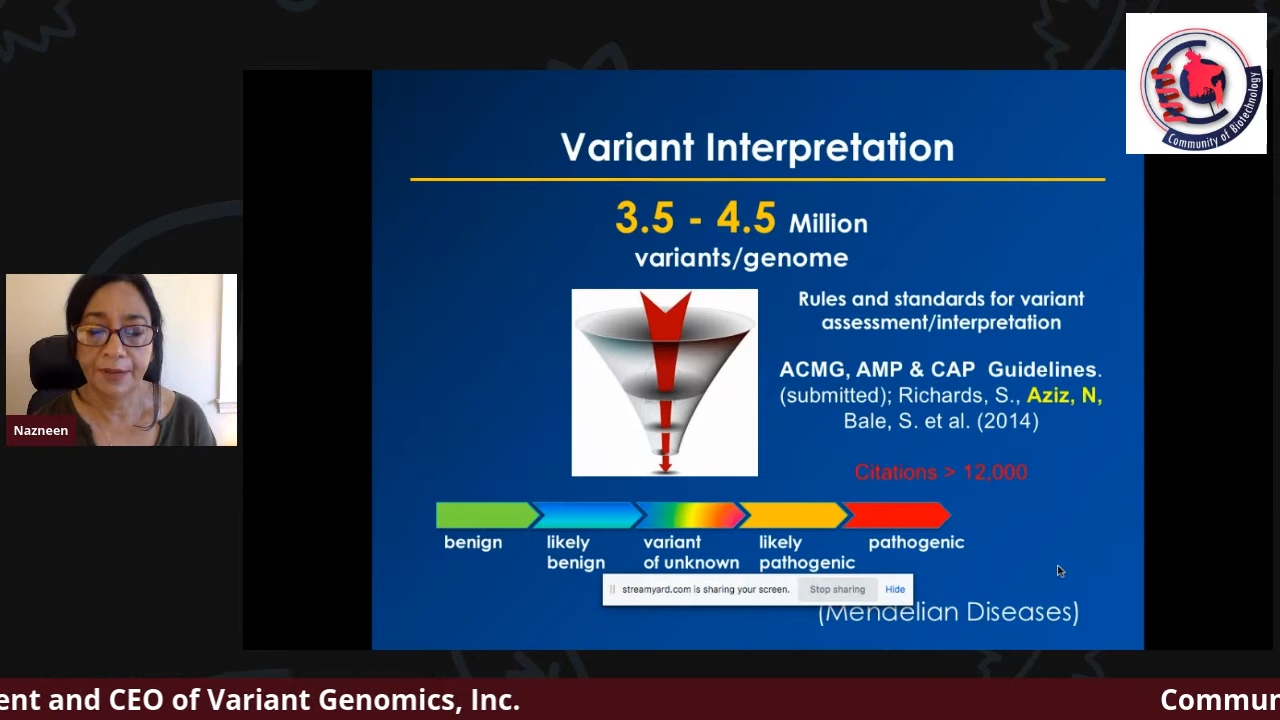 Community of Biotechnology
Variant Interpretation
3.5 - 4.5 Million
variants/genome
Rules and standards for variant
assessment/interpretation
ACMG, AMP & CAP Guidelines.
(submitted); Richards, S., Aziz, N,
Bale, S. et al. (2014)
Citations > 12,000
benign
likely
benign
variant
of unknown
likely
pathogenic
pathogenic
streamyard.com is sharing your screen.
Stop sharing
Hide
(Mendelian Diseases)
Nazneen
ent and CEO of Variant Genomics, Inc.
Commun